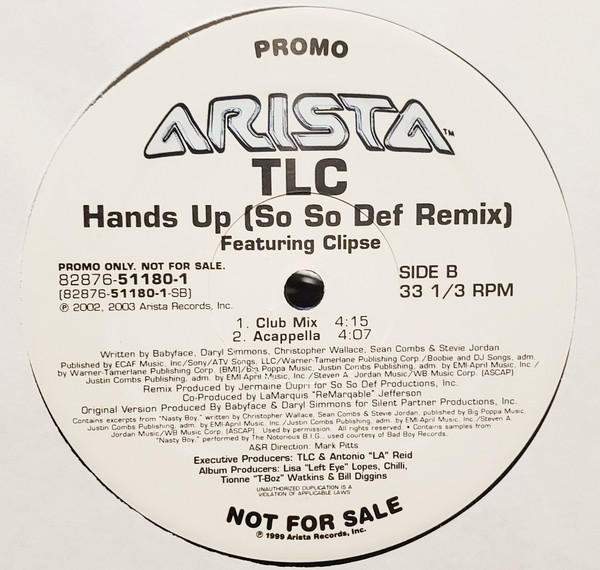 PROMO
ARISTA™
TLC
Hands Up (So So Def Remix)
Featuring Clipse
PROMO ONLY. NOT FOR SALE.
82876-51180-1
(82876-51180-1-SB)
℗ 2002, 2003 Arista Records, Inc.
SIDE B
33 1/3 RPM
1. Club Mix 4:15
2. Acappella 4:07
Written by Babyface, Daryl Simmons, Christopher Wallace, Sean Combs & Stevie Jordan
Published by ECAF Music, Inc/Sony/ATV Songs, LLC/Warner-Tamerlane Publishing Corp./Boobie and DJ Songs, adm.
by Warner-Tamerlane Publishing Corp. (BMI)/Big Poppa Music, Justin Combs Publishing, adm. by EMI-April Music, Inc./
Justin Combs Publishing, adm. by EMI-April Music, Inc./Steven A. Jordan Music/WB Music Corp. (ASCAP)
Remix Produced by Jermaine Dupri for So So Def Productions, Inc.
Co-Produced by LaMarquis "ReMarqable" Jefferson
Original Version Produced By Babyface & Daryl Simmons for Silent Partner Productions, Inc.
Contains excerpts from "Nasty Boy," written by Christopher Wallace, Sean Combs & Stevie Jordan, published by Big Poppa Music,
Justin Combs Publishing, adm. by EMI-April Music, Inc./Justin Combs Publishing, adm. by EMI-April Music, Inc./Steven A.
Jordan Music/WB Music Corp. (ASCAP). Used by permission. All rights reserved. • Contains samples from
"Nasty Boy," performed by The Notorious B.I.G., used courtesy of Bad Boy Records.
A&R Direction: Mark Pitts
Executive Producers: TLC & Antonio "LA" Reid
Album Producers: Lisa "Left Eye" Lopes, Chilli,
Tionne "T-Boz" Watkins & Bill Diggins
UNAUTHORIZED DUPLICATION IS A
VIOLATION OF APPLICABLE LAWS
NOT FOR SALE
℗ 1999 Arista Records, Inc.